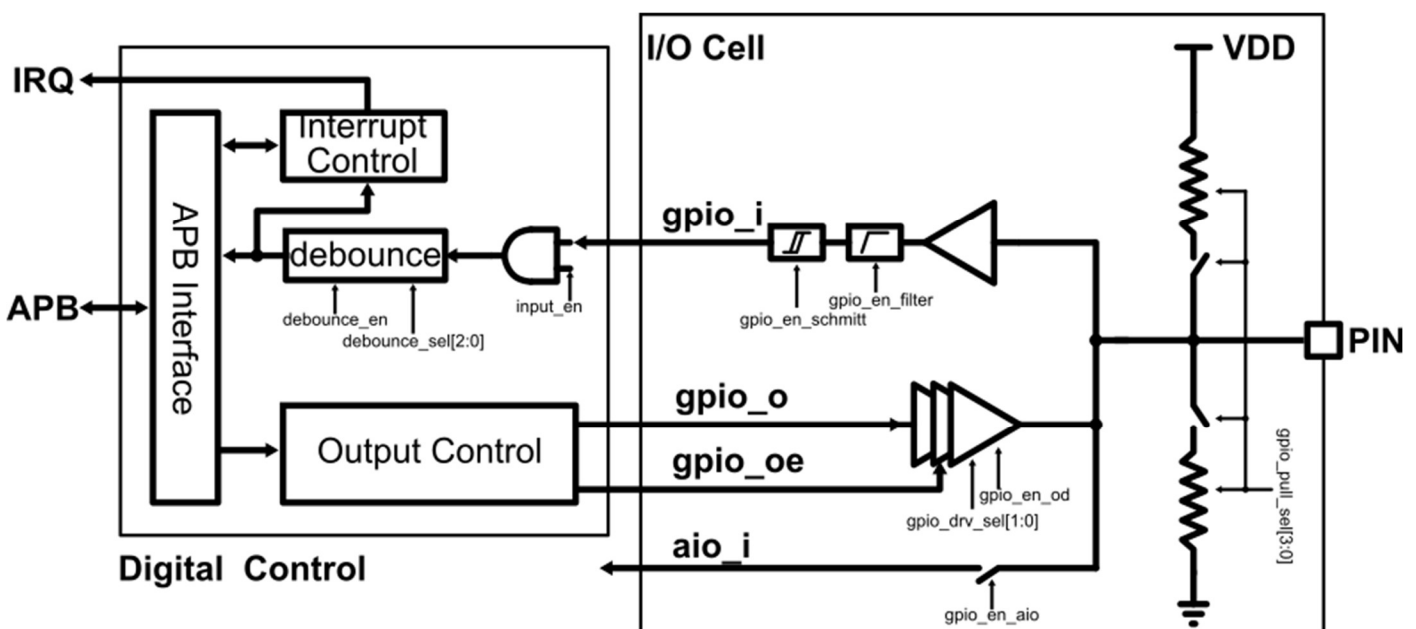 I/O Cell
VDD
IRQ
Interrupt
Control
APB Interface
gpio_i
debounce
input_en
gpio_en_filter
gpio_en_schmitt
debounce_en
debounce_sel[2:0]
APB
PIN
gpio_o
Output Control
gpio_oe
gpio_en_od
gpio_drv_sel[1:0]
gpio_pull_sel[3:0]
aio_i
Digital Control
gpio_en_aio